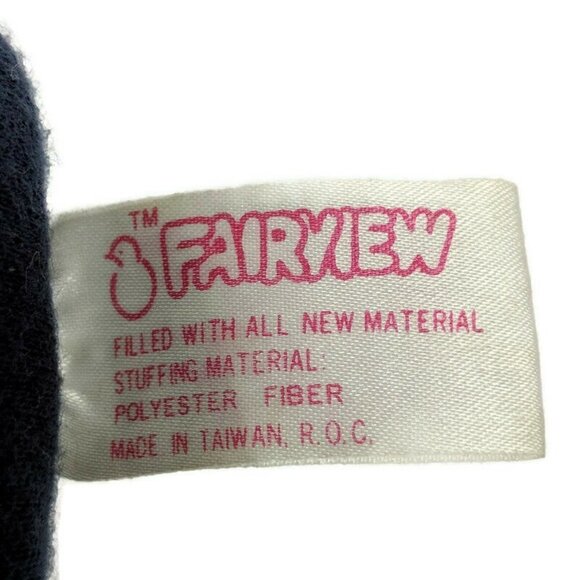 ™ FAIRVIEW
FILLED WITH ALL NEW MATERIAL
STUFFING MATERIAL:
POLYESTER FIBER
MADE IN TAIWAN, R.O.C.